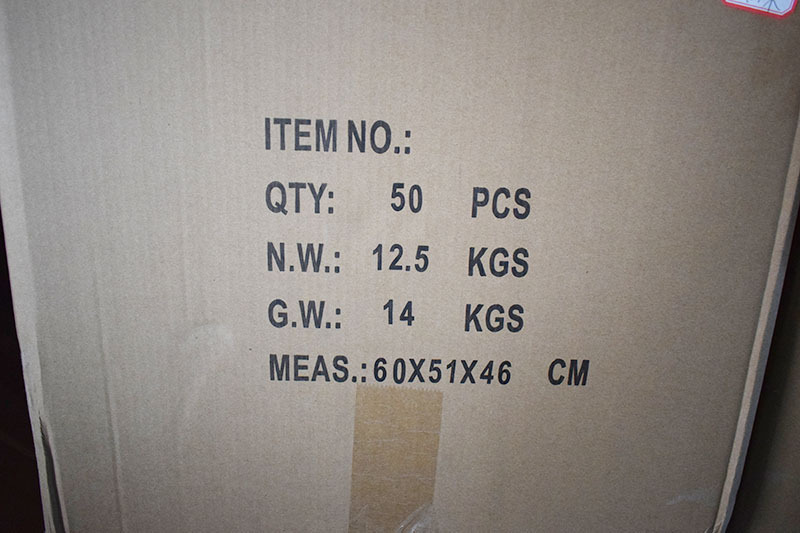 ITEM NO.:
QTY: 50 PCS
N.W.: 12.5 KGS
G.W.: 14 KGS
MEAS.:60X51X46 CM